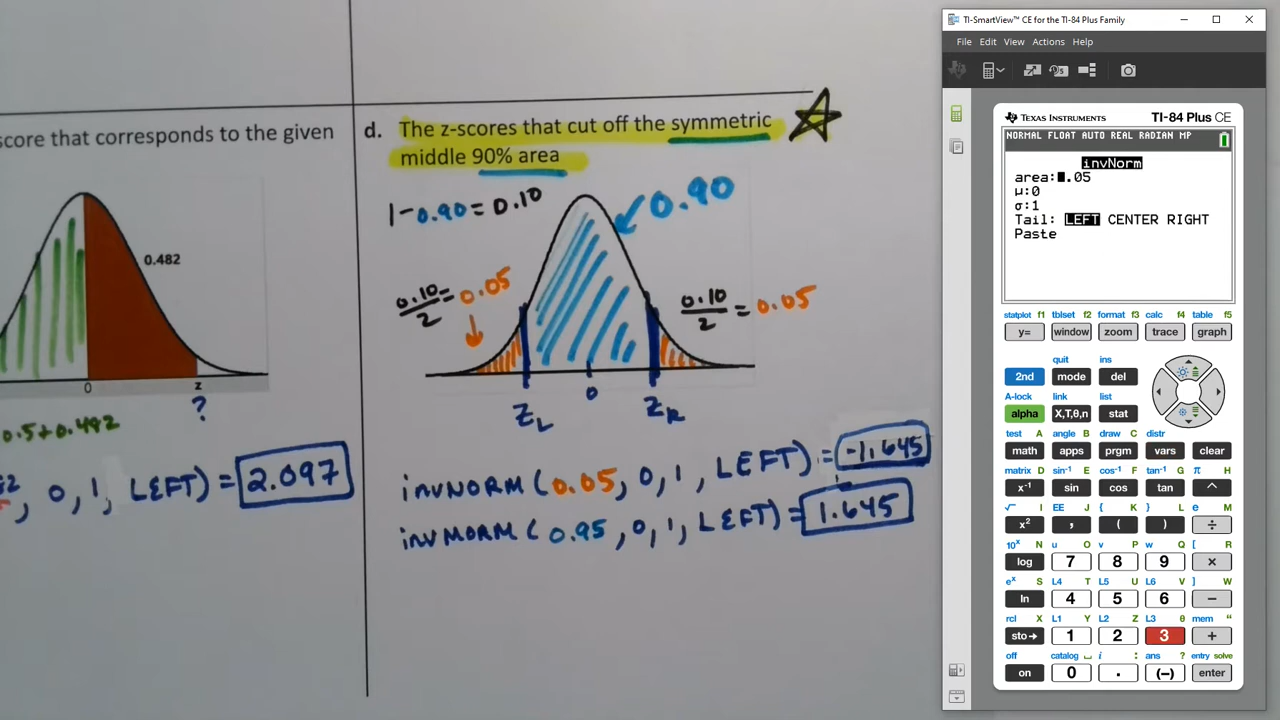 score that corresponds to the given
0.482
0
z
?
0.5+0.492
, 0, 1, LEFT) = 2.097
d. The z-scores that cut off the symmetric
middle 90% area
1-0.90=0.10
0.90
0.10/2 = 0.05
0.10/2 = 0.05
ZL
0
ZR
INVNORM (0.05, 0, 1, LEFT) = -1.645
INVNORM (0.95, 0, 1, LEFT) = 1.645
TI-SmartView™ CE for the TI-84 Plus Family
File Edit View Actions Help
TEXAS INSTRUMENTS TI-84 Plus CE
NORMAL FLOAT AUTO REAL RADIAN MP
invNorm
area: .05
μ:0
σ:1
Tail: LEFT CENTER RIGHT
Paste
statplot f1 tblset f2 format f3 calc f4 table f5
y= window zoom trace graph
quit ins
2nd mode del
A-lock link list
alpha X,T,θ,n stat
test A angle B draw C distr
math apps prgm vars clear
matrix D sin⁻¹ E cos⁻¹ F tan⁻¹ G π H
x⁻¹ sin cos tan ^
√ I EE J { K } L e M
x² , ( ) ÷
10ˣ N u O v P w Q [ R
log 7 8 9 ×
eˣ S L4 T L5 U L6 V ] W
ln 4 5 6 −
rcl X L1 Y L2 Z L3 θ mem "
sto→ 1 2 3 +
off catalog i : ans ? entry solve
on 0 . (−) enter